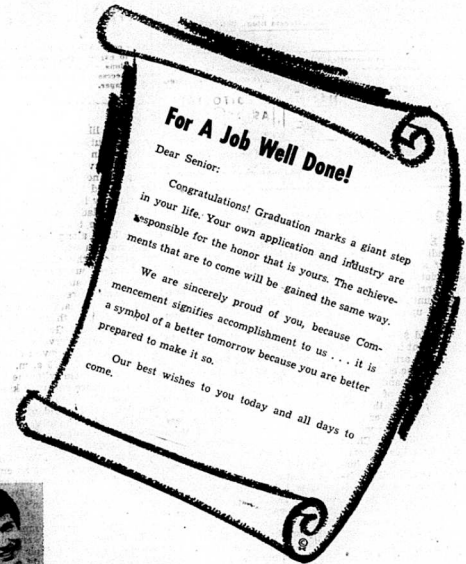 For A Job Well Done!
Dear Senior:
Congratulations! Graduation marks a giant step
in your life. Your own application and industry are
responsible for the honor that is yours. The achieve-
ments that are to come will be gained the same way.
We are sincerely proud of you, because Com-
mencement signifies accomplishment to us . . . it is
a symbol of a better tomorrow because you are better
prepared to make it so.
Our best wishes to you today and all days to
come.